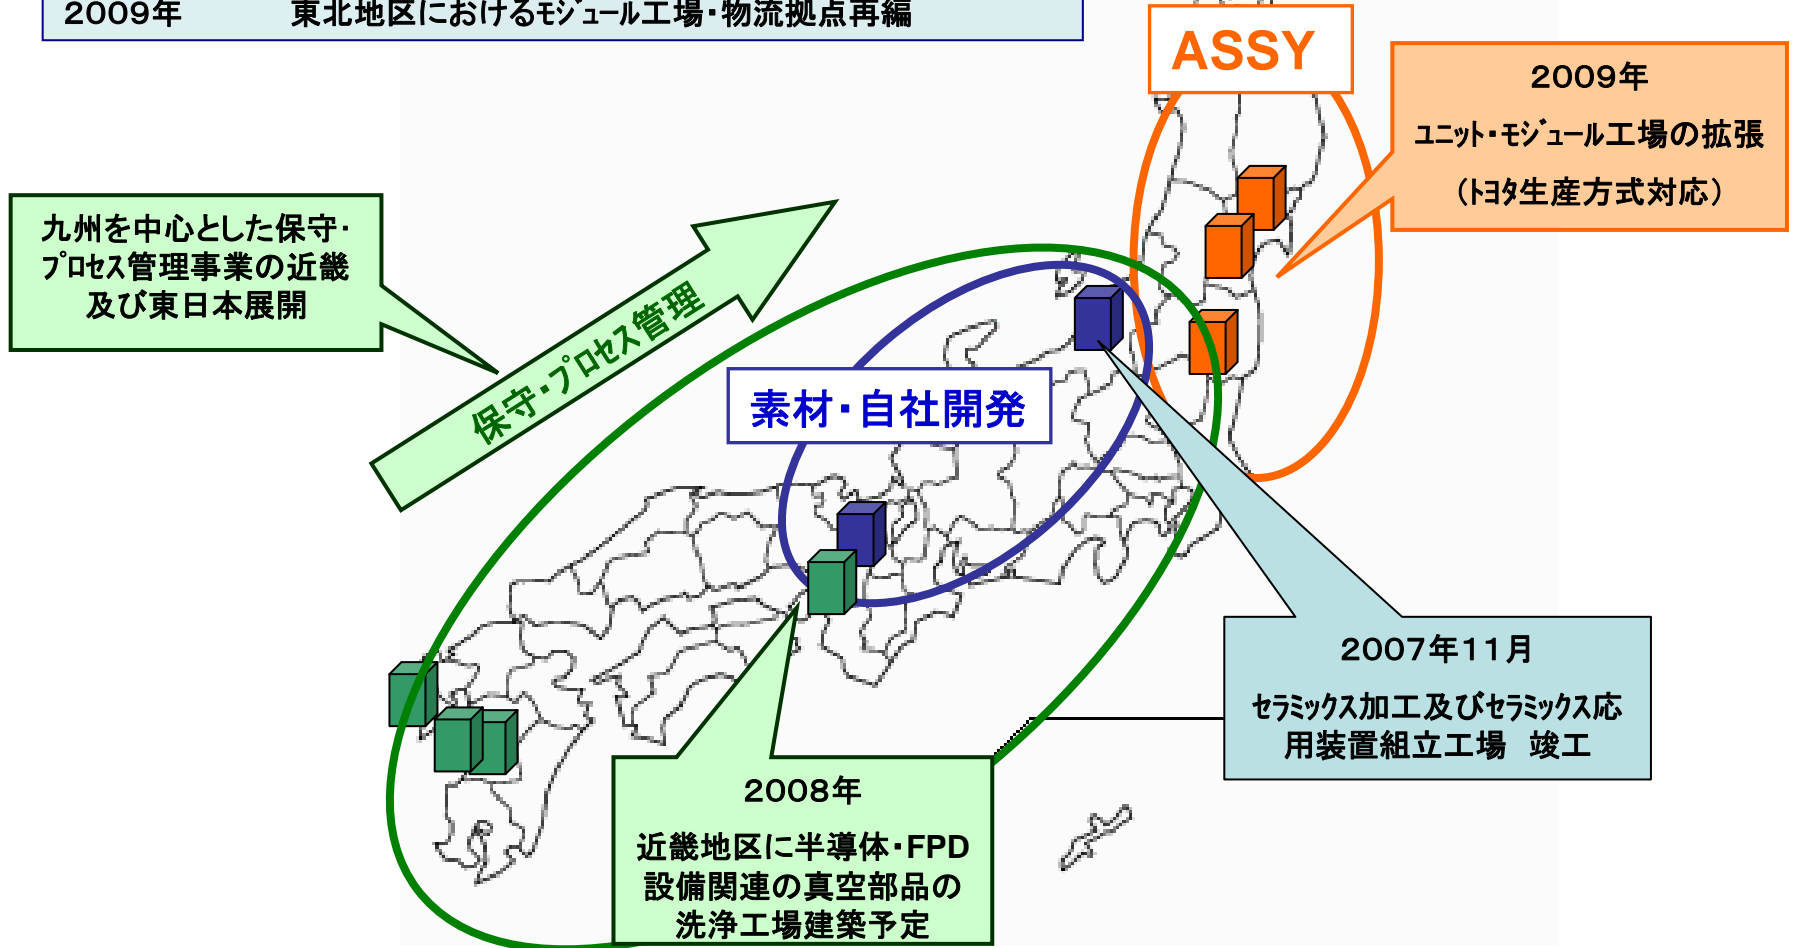 2009年 東北地区におけるﾓｼﾞｭｰﾙ工場・物流拠点再編
ASSY
2009年
ﾕﾆｯﾄ・ﾓｼﾞｭｰﾙ工場の拡張
（ﾄﾖﾀ生産方式対応）
九州を中心とした保守・
ﾌﾟﾛｾｽ管理事業の近畿
及び東日本展開
保守・プロセス管理
素材・自社開発
2007年11月
ｾﾗﾐｯｸｽ加工及びｾﾗﾐｯｸｽ応
用装置組立工場 竣工
2008年
近畿地区に半導体・FPD
設備関連の真空部品の
洗浄工場建築予定